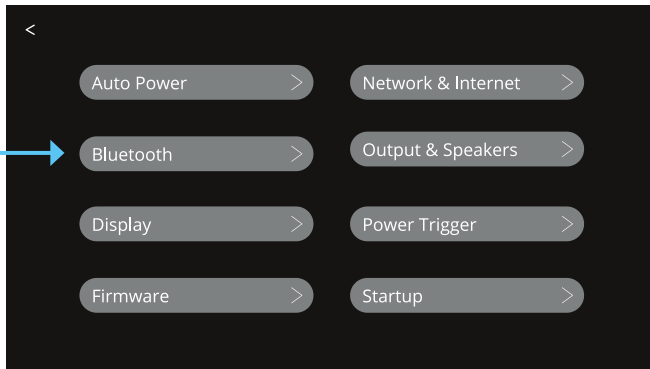 <
Auto Power >
Network & Internet >
Bluetooth >
Output & Speakers >
Display >
Power Trigger >
Firmware >
Startup >